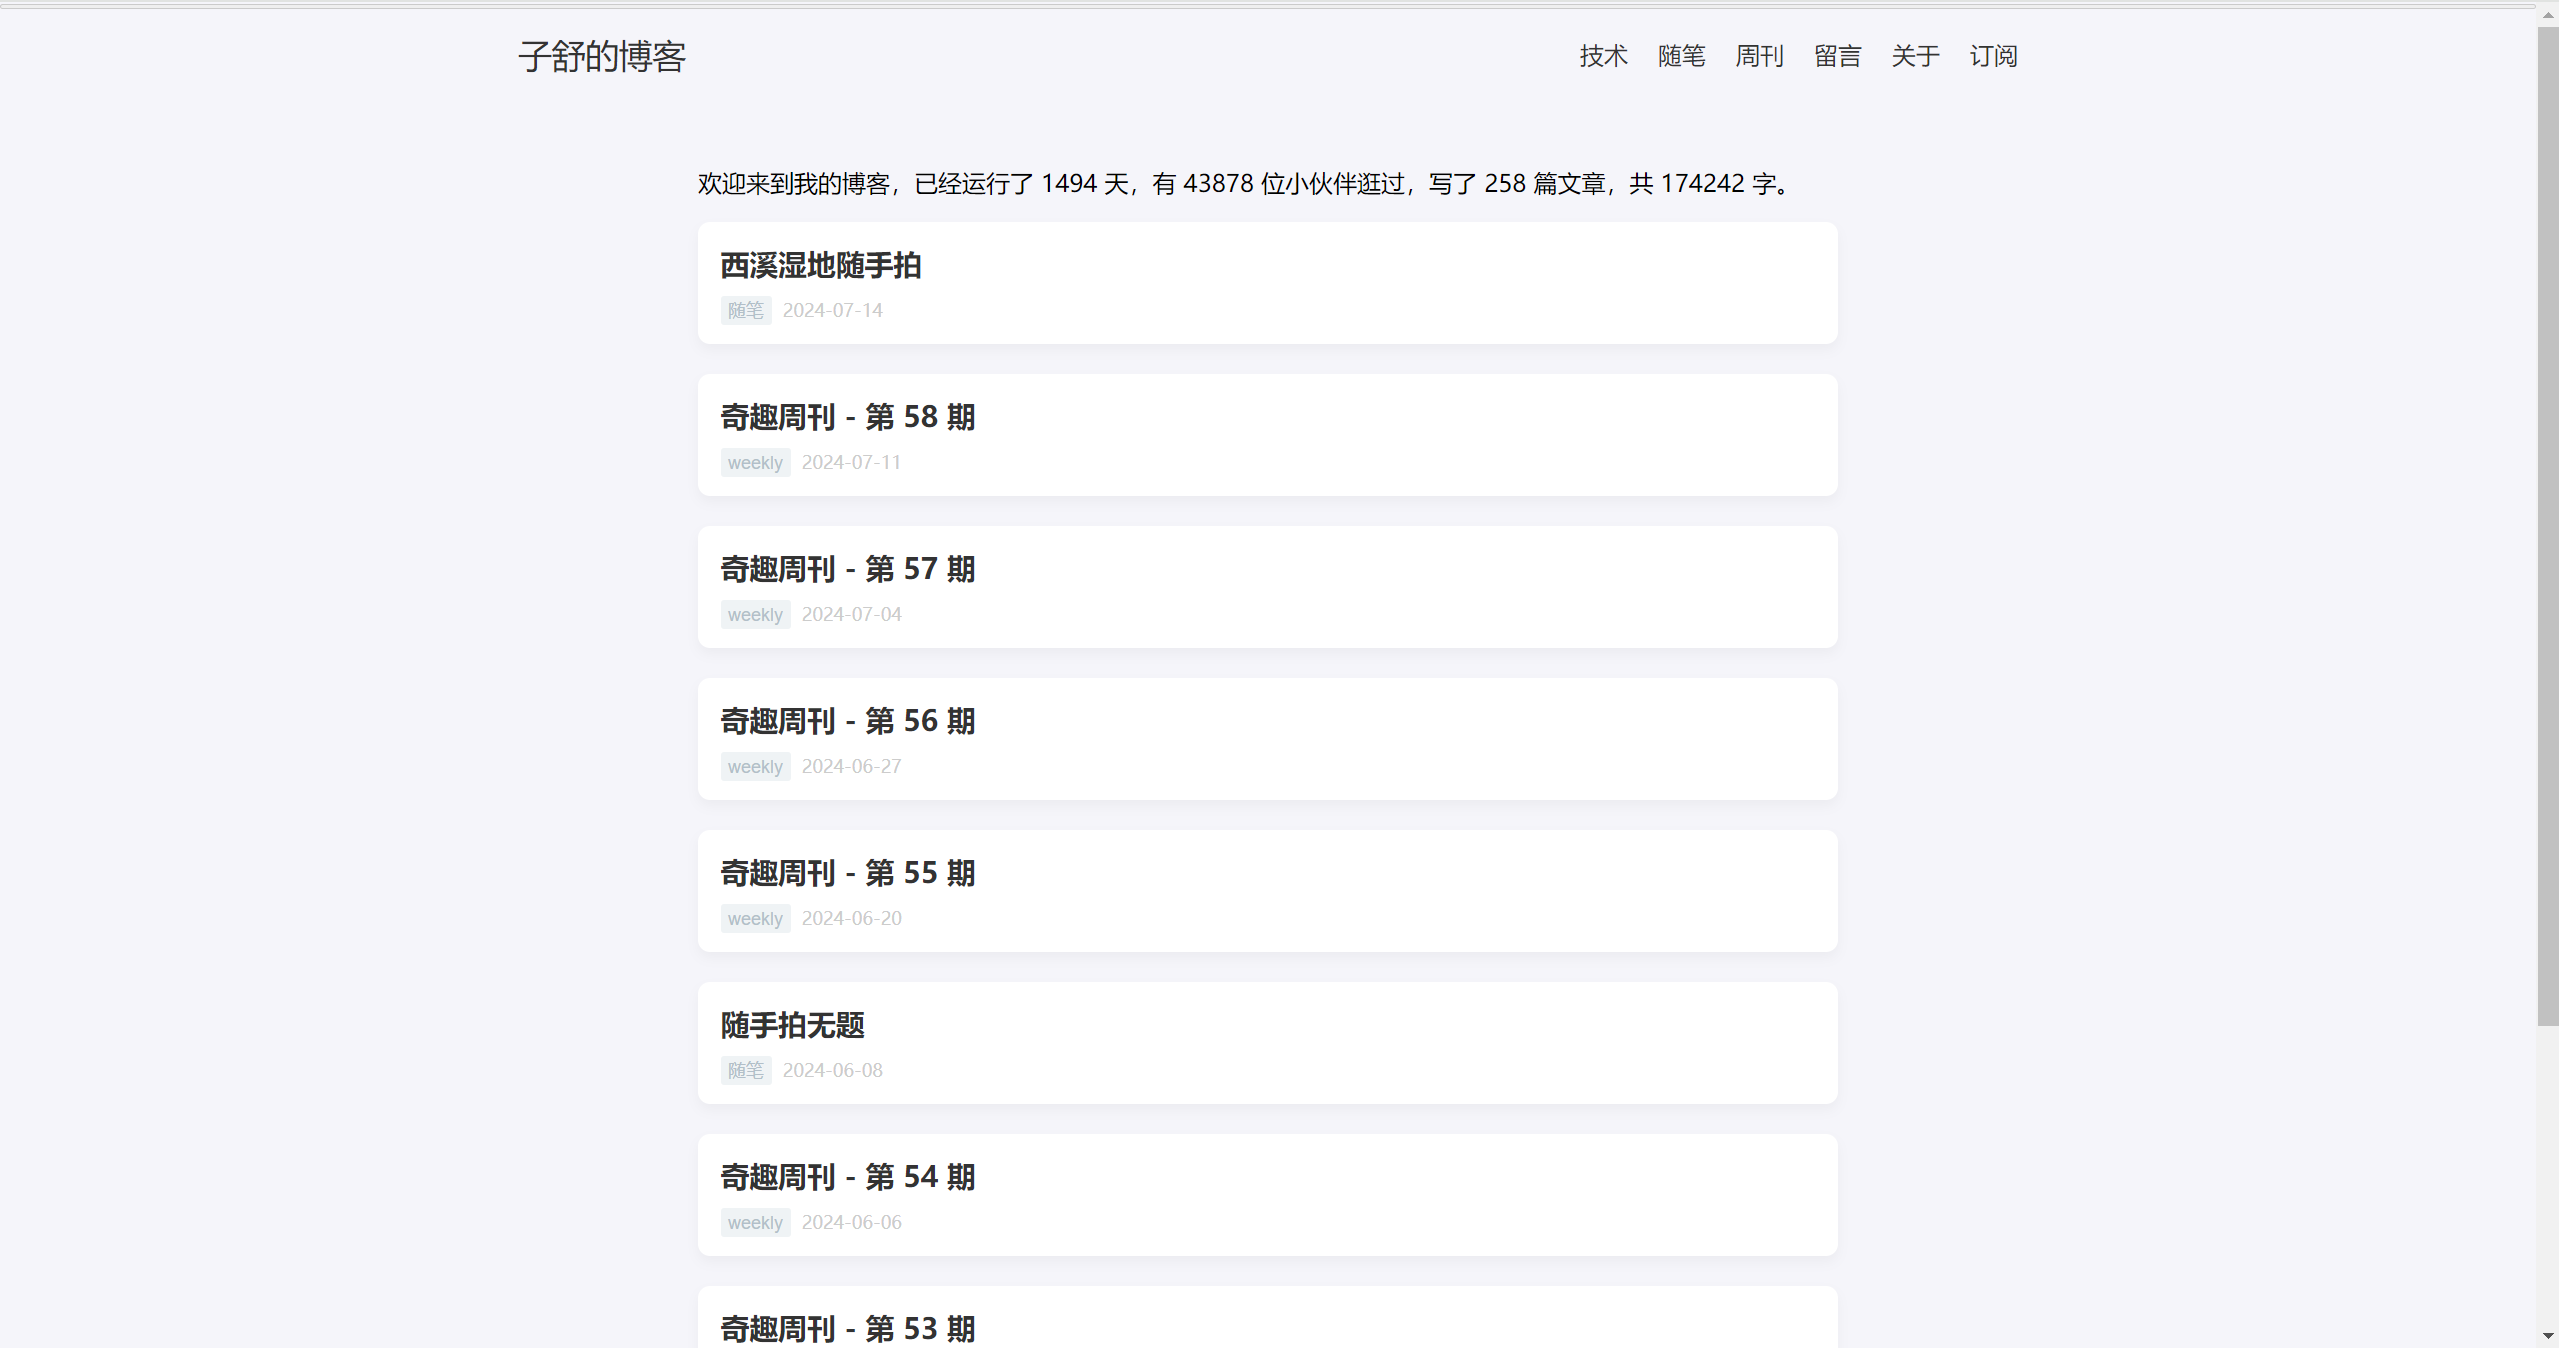 子舒的博客
技术 随笔 周刊 留言 关于 订阅
欢迎来到我的博客，已经运行了 1494 天，有 43878 位小伙伴逛过，写了 258 篇文章，共 174242 字。
西溪湿地随手拍
随笔 2024-07-14
奇趣周刊 - 第 58 期
weekly 2024-07-11
奇趣周刊 - 第 57 期
weekly 2024-07-04
奇趣周刊 - 第 56 期
weekly 2024-06-27
奇趣周刊 - 第 55 期
weekly 2024-06-20
随手拍无题
随笔 2024-06-08
奇趣周刊 - 第 54 期
weekly 2024-06-06
奇趣周刊 - 第 53 期